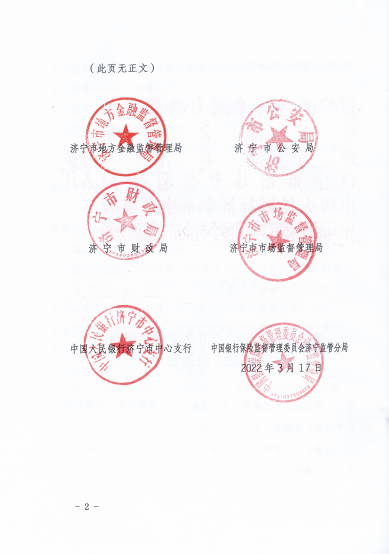 （此页无正文）
济宁市地方金融监督管理局
济宁市公安局
济宁市财政局
济宁市市场监督管理局
中国人民银行济宁市中心支行
中国银行保险监督管理委员会济宁监管分局
2022年3月17日
- 2 -